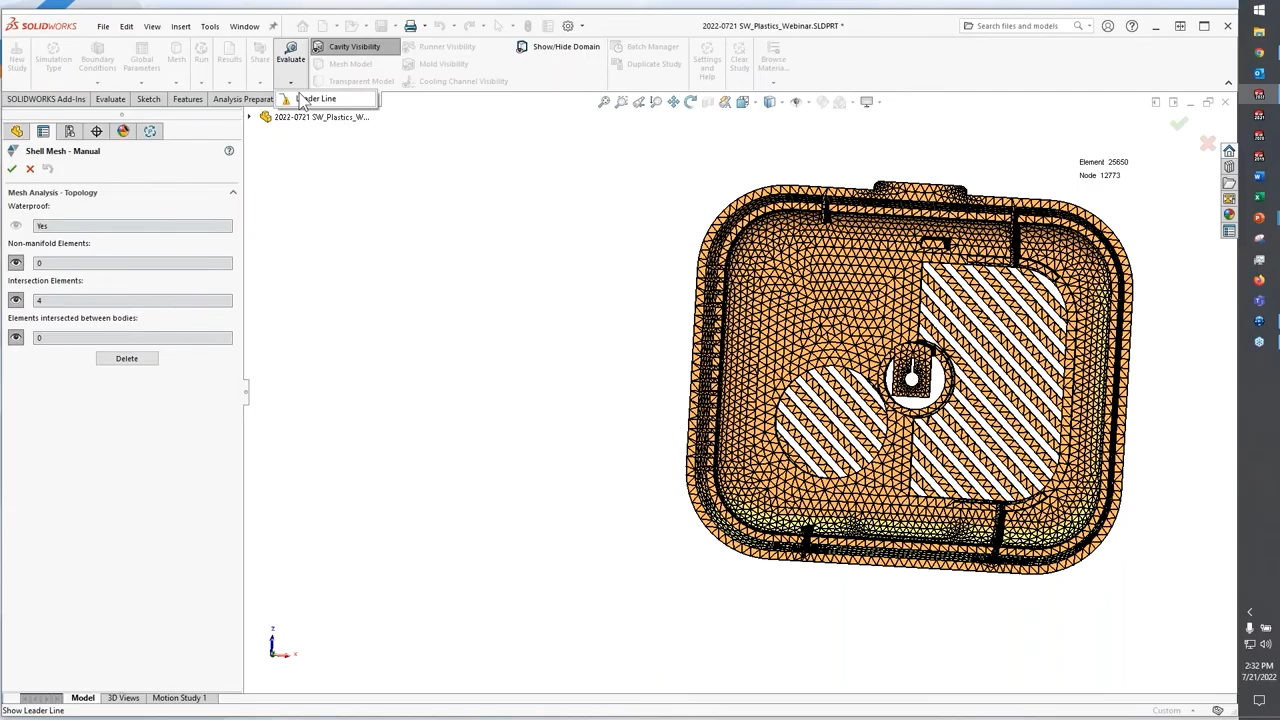 SOLIDWORKS File Edit View Insert Tools Window 2022-0721 SW_Plastics_Webinar.SLDPRT * Search files and models
New Study
Simulation Type
Boundary Conditions
Global Parameters
Mesh
Run
Results
Share
Evaluate
Cavity Visibility
Mesh Model
Transparent Model
Runner Visibility
Mold Visibility
Cooling Channel Visibility
Show/Hide Domain
Batch Manager
Duplicate Study
Settings and Help
Clear Study
Browse Materia...
SOLIDWORKS Add-Ins Evaluate Sketch Features Analysis Preparat
Leader Line
2022-0721 SW_Plastics_W...
Shell Mesh - Manual
Mesh Analysis - Topology
Waterproof:
Yes
Non-manifold Elements:
0
Intersection Elements:
4
Elements intersected between bodies:
0
Delete
Element 25650
Node 12773
z
x
Model 3D Views Motion Study 1
Show Leader Line
Custom
2:32 PM
7/21/2022